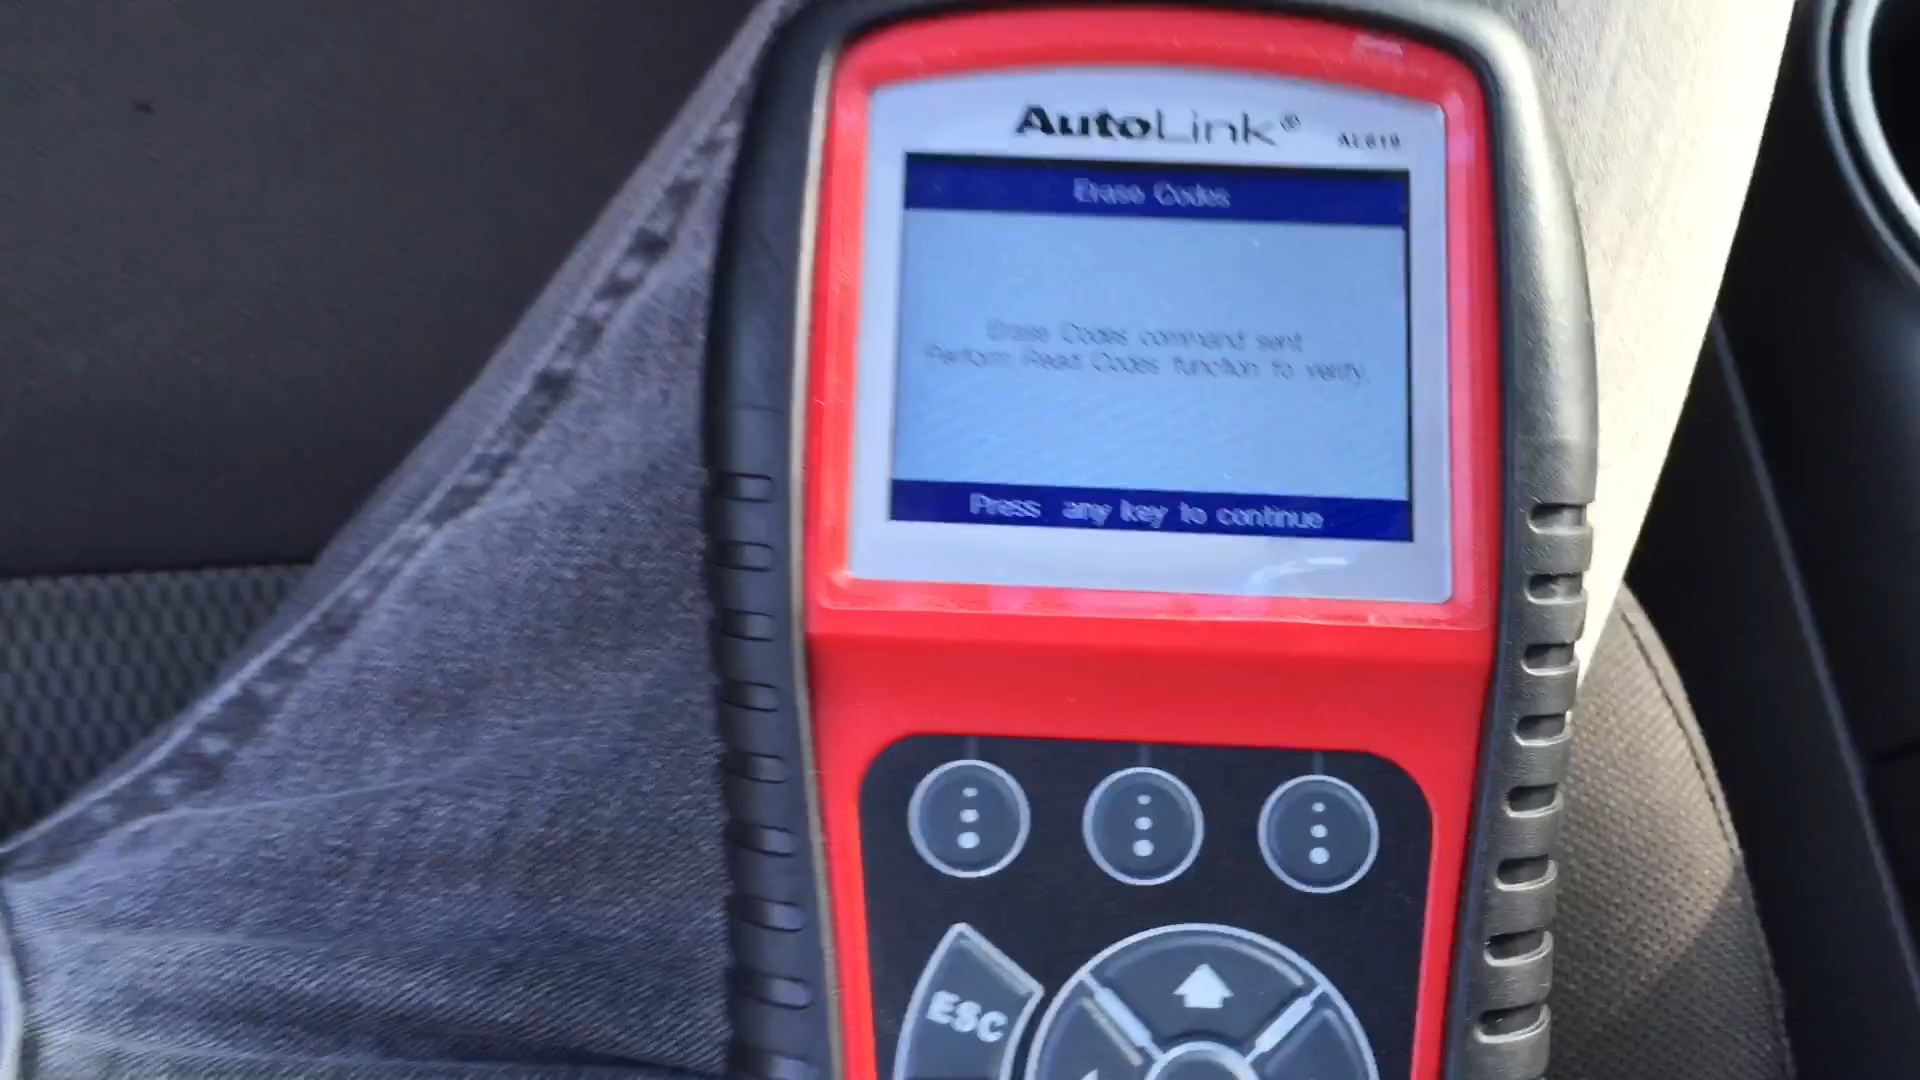 AutoLink®
AL619
Erase Codes
Erase Codes command sent
Perform Read Codes function to verify.
Press any key to continue
ESC